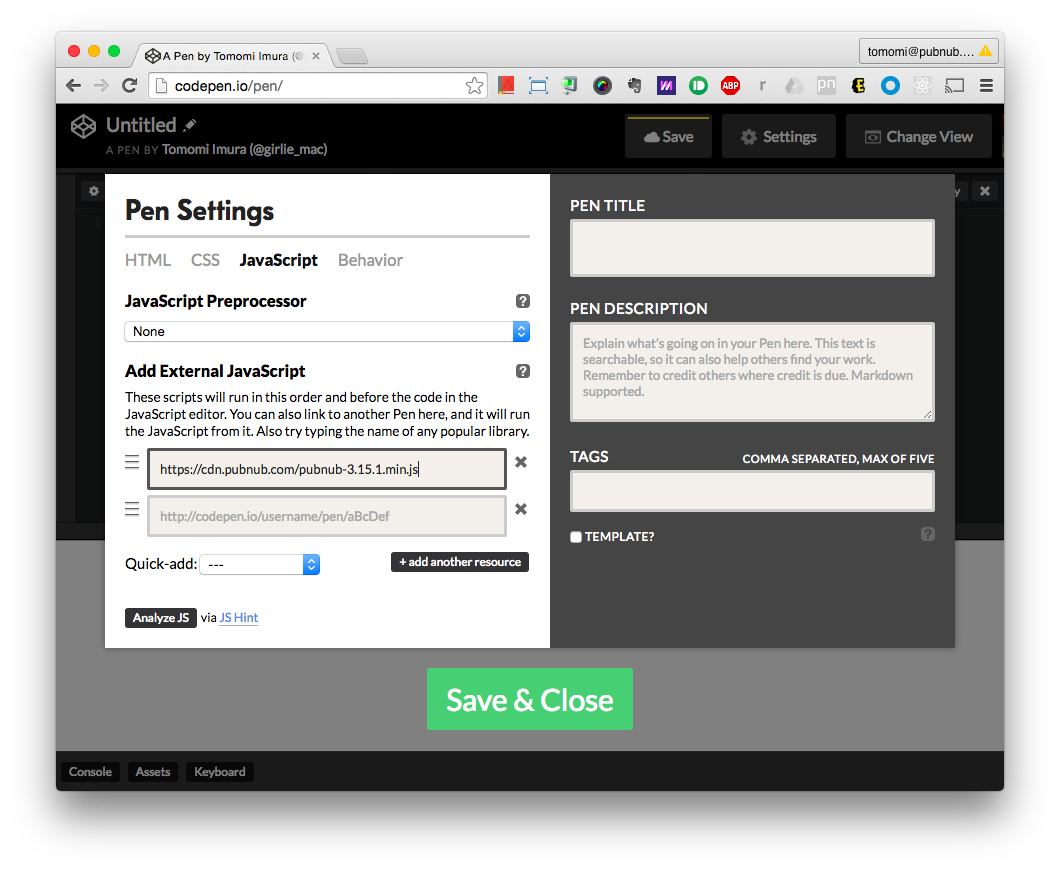 A Pen by Tomomi Imura (@
tomomi@pubnub....
codepen.io/pen/
ABP
r
pn
Untitled
A PEN BY Tomomi Imura (@girlie_mac)
Save
Settings
Change View
y
Pen Settings
HTML CSS JavaScript Behavior
JavaScript Preprocessor ?
None
Add External JavaScript ?
These scripts will run in this order and before the code in the
JavaScript editor. You can also link to another Pen here, and it will run
the JavaScript from it. Also try typing the name of any popular library.
https://cdn.pubnub.com/pubnub-3.15.1.min.js
http://codepen.io/username/pen/aBcDef
Quick-add: ---
+ add another resource
Analyze JS via JS Hint
PEN TITLE
PEN DESCRIPTION
Explain what's going on in your Pen here. This text is
searchable, so it can also help others find your work.
Remember to credit others where credit is due. Markdown
supported.
TAGS COMMA SEPARATED, MAX OF FIVE
TEMPLATE? ?
Save & Close
Console Assets Keyboard